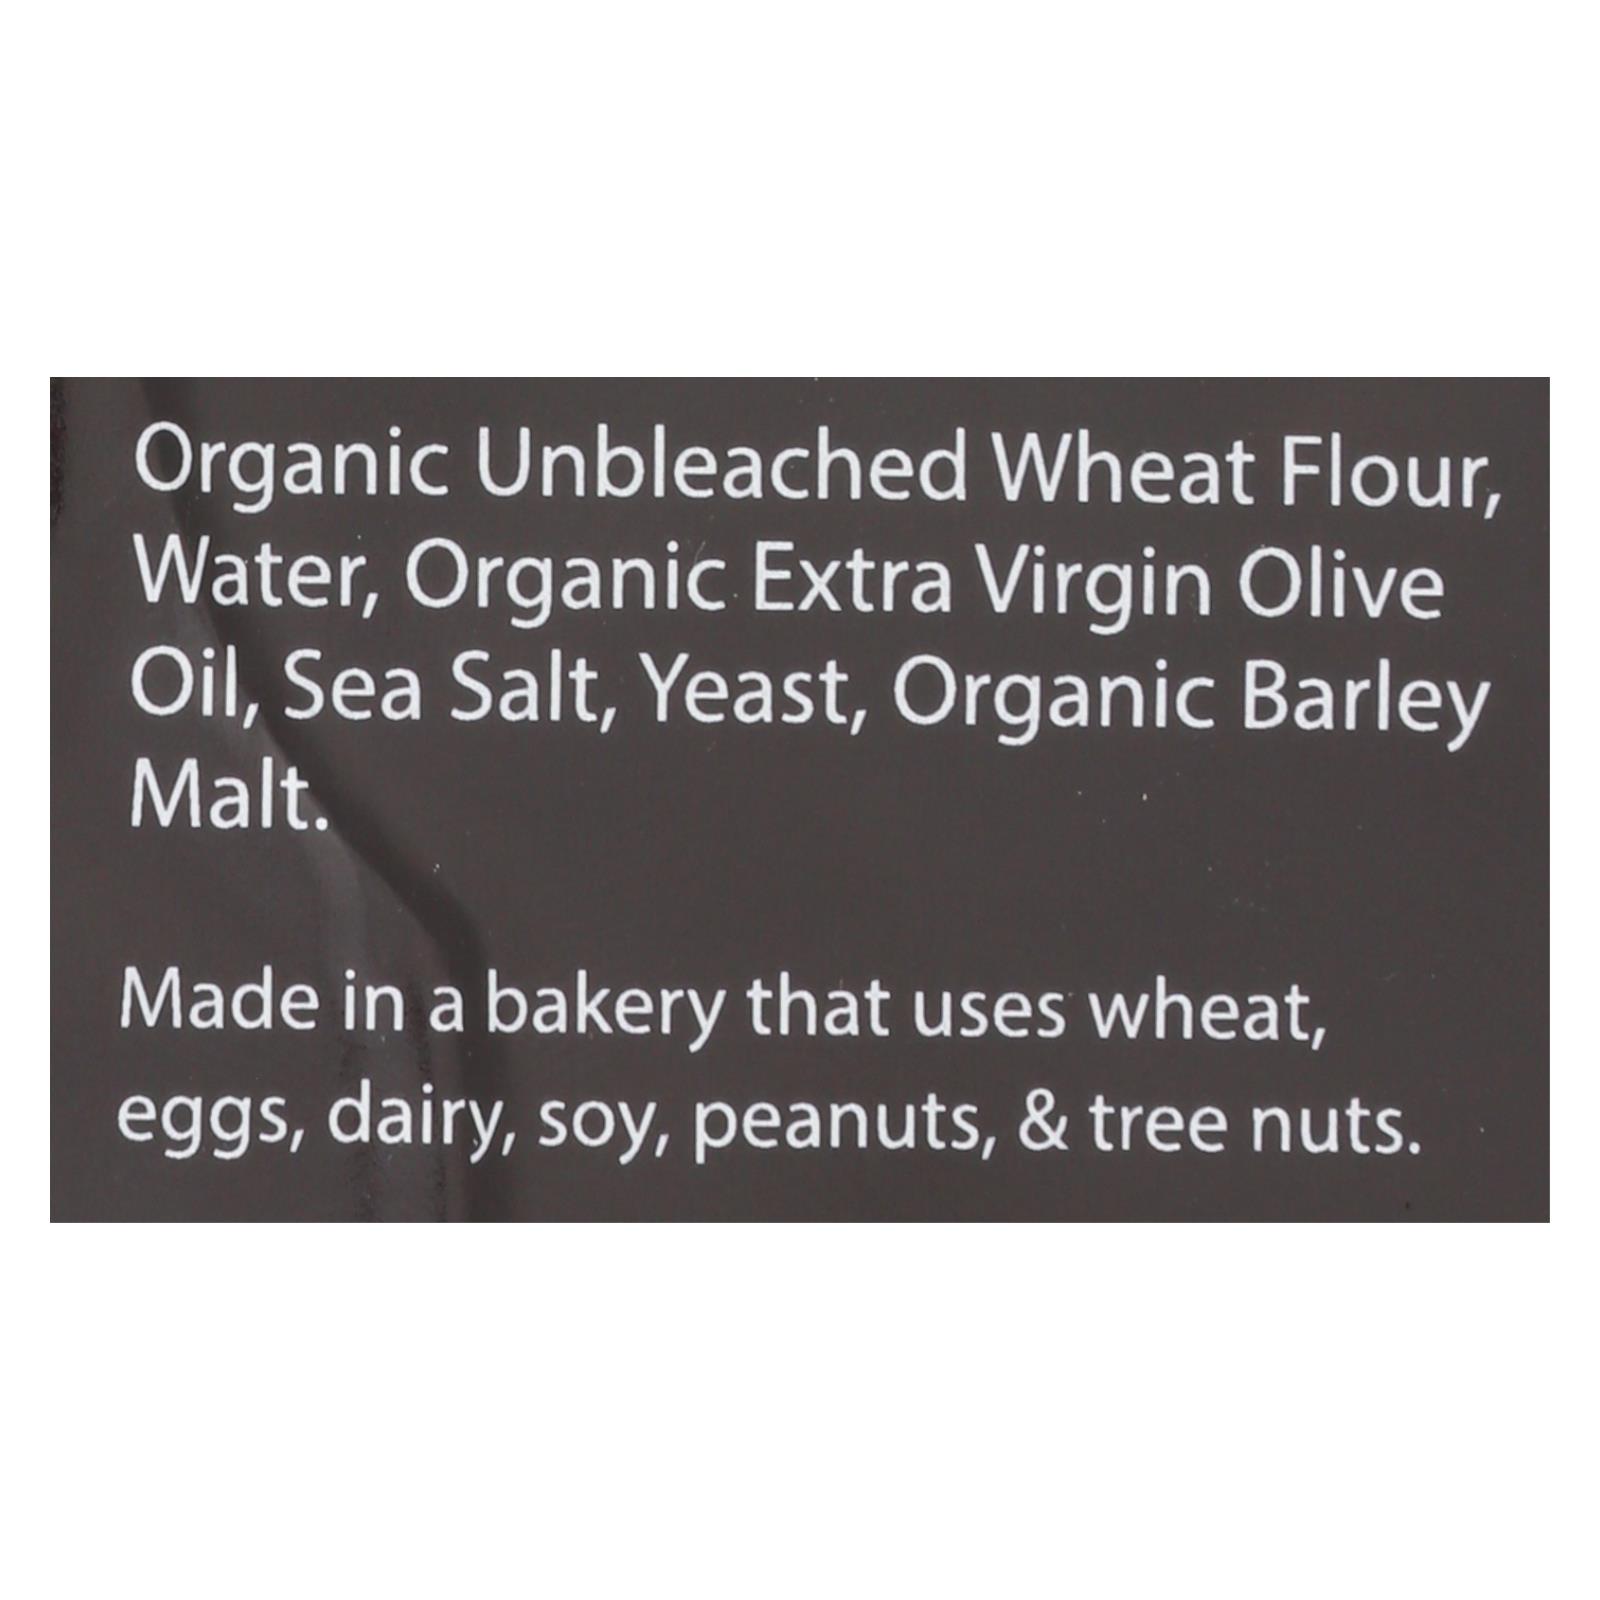 Organic Unbleached Wheat Flour,
Water, Organic Extra Virgin Olive
Oil, Sea Salt, Yeast, Organic Barley
Malt.
Made in a bakery that uses wheat,
eggs, dairy, soy, peanuts, & tree nuts.